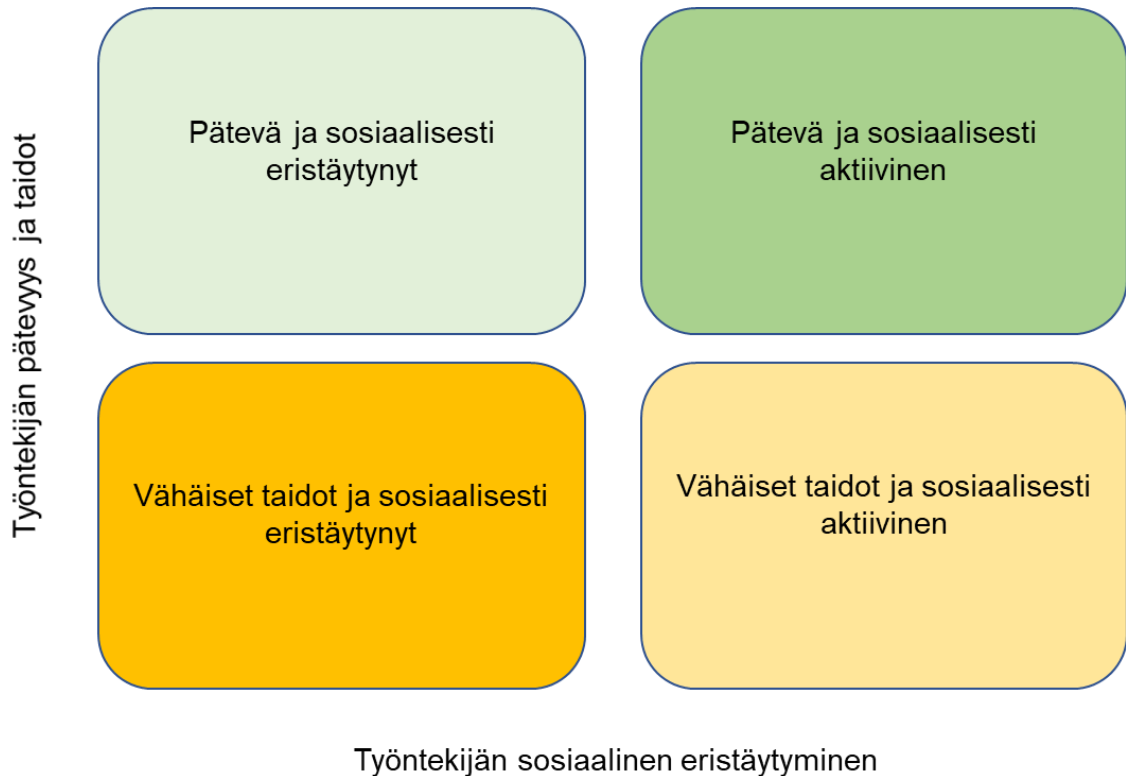 Työntekijän pätevyys ja taidot
Pätevä ja sosiaalisesti
eristäytynyt
Pätevä ja sosiaalisesti
aktiivinen
Vähäiset taidot ja sosiaalisesti
eristäytynyt
Vähäiset taidot ja sosiaalisesti
aktiivinen
Työntekijän sosiaalinen eristäytyminen